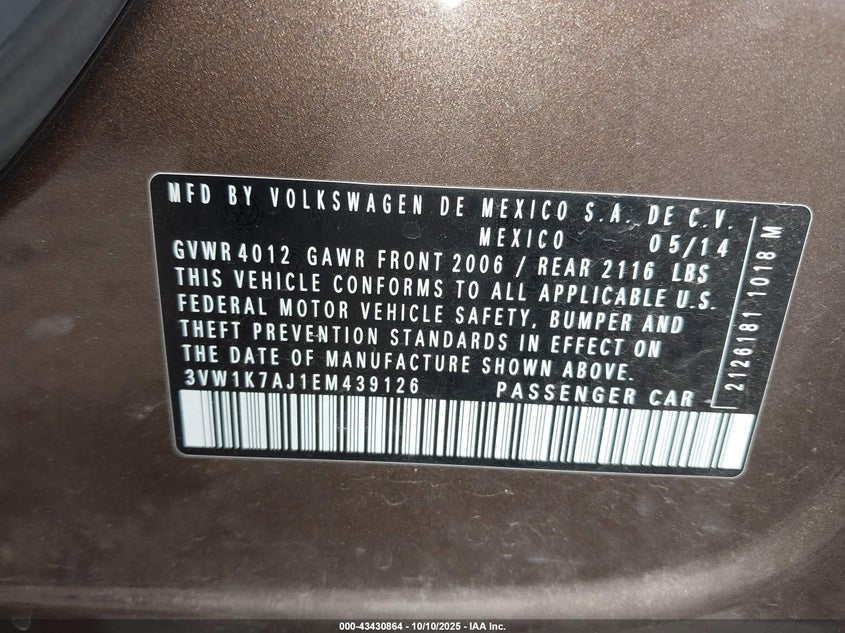 MFD BY VOLKSWAGEN DE MEXICO S.A. DE C.V.
MEXICO 05/14
GVWR 4012 GAWR FRONT 2006 / REAR 2116 LBS
THIS VEHICLE CONFORMS TO ALL APPLICABLE U.S.
FEDERAL MOTOR VEHICLE SAFETY, BUMPER AND
THEFT PREVENTION STANDARDS IN EFFECT ON
THE DATE OF MANUFACTURE SHOWN ABOVE.
3VW1K7AJ1EM439126 PASSENGER CAR
2126181 1018 M
000-43430864 - 10/10/2025 - IAA Inc.